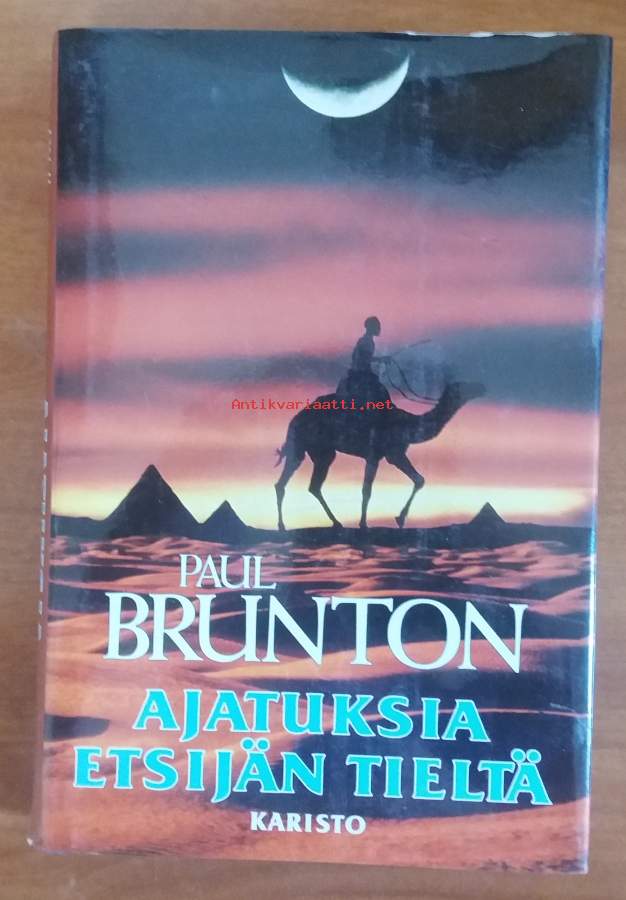 Antikvariaatti.net
PAUL
BRUNTON
AJATUKSIA
ETSIJÄN TIELTÄ
KARISTO